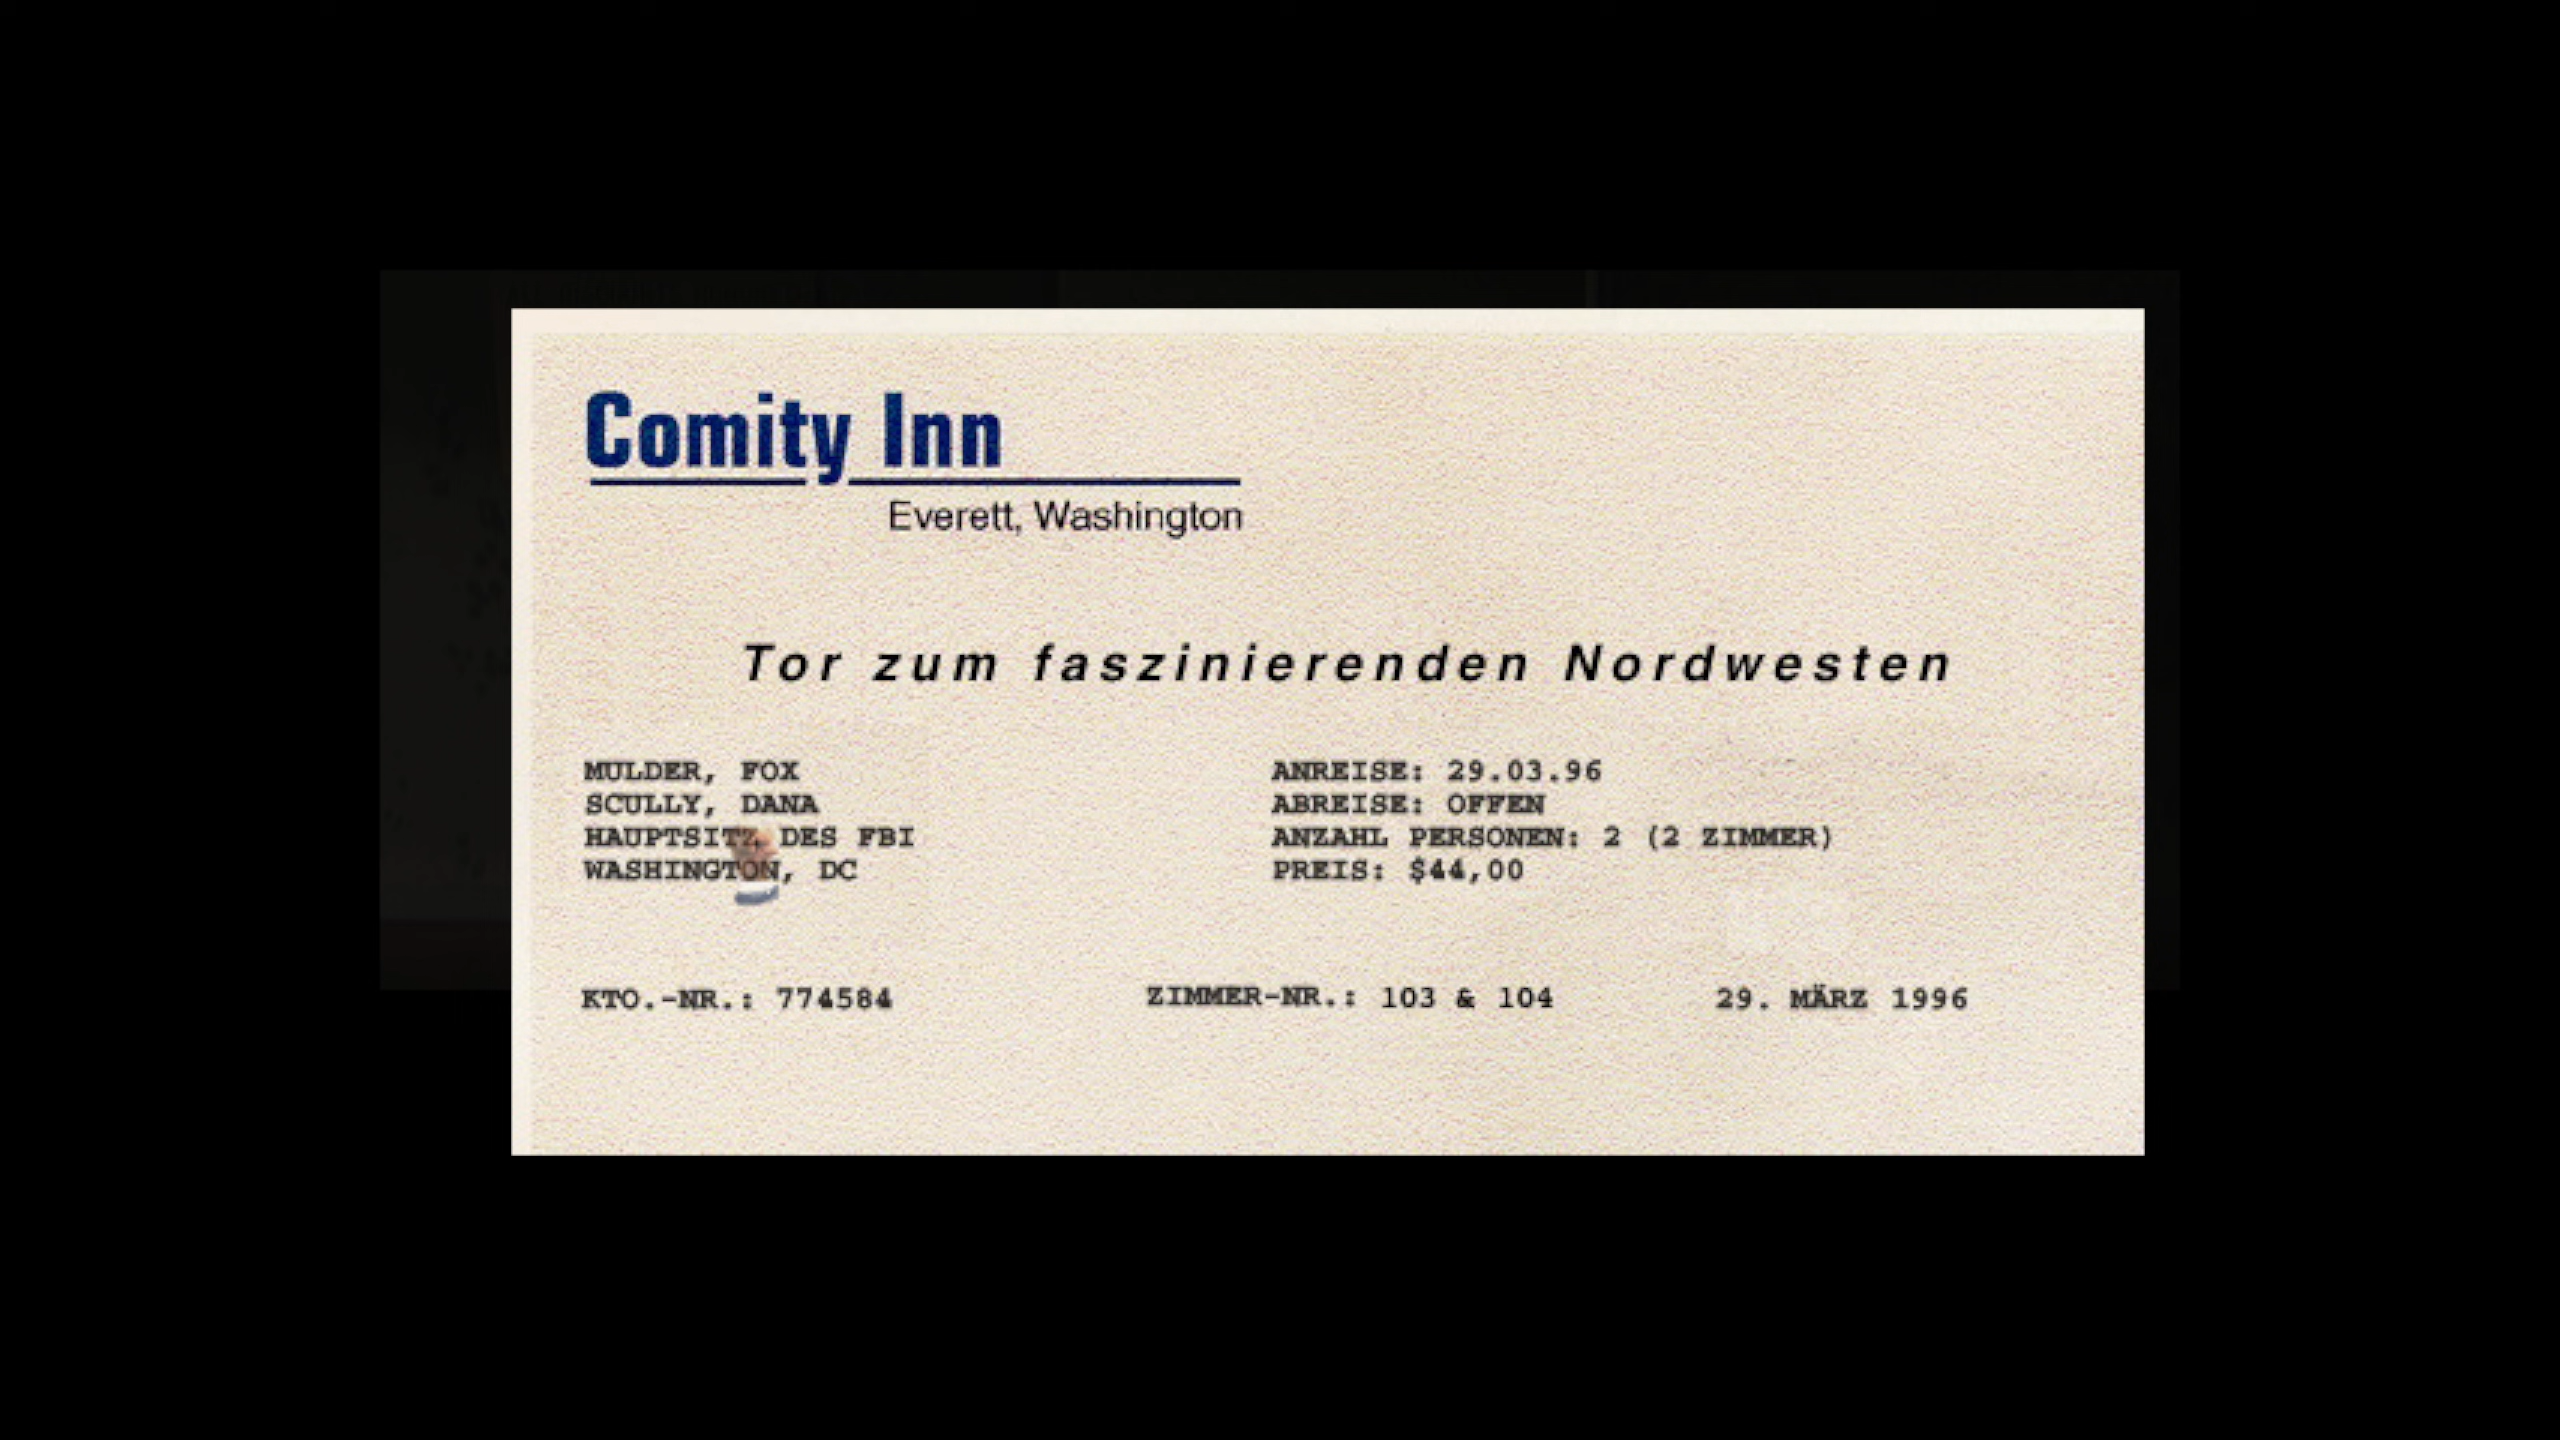 Comity Inn
Everett, Washington
Tor zum faszinierenden Nordwesten
MULDER, FOX
SCULLY, DANA
HAUPTSITZ DES FBI
WASHINGTON, DC
ANREISE: 29.03.96
ABREISE: OFFEN
ANZAHL PERSONEN: 2 (2 ZIMMER)
PREIS: $44,00
KTO.-NR.: 774584
ZIMMER-NR.: 103 & 104
29. MÄRZ 1996